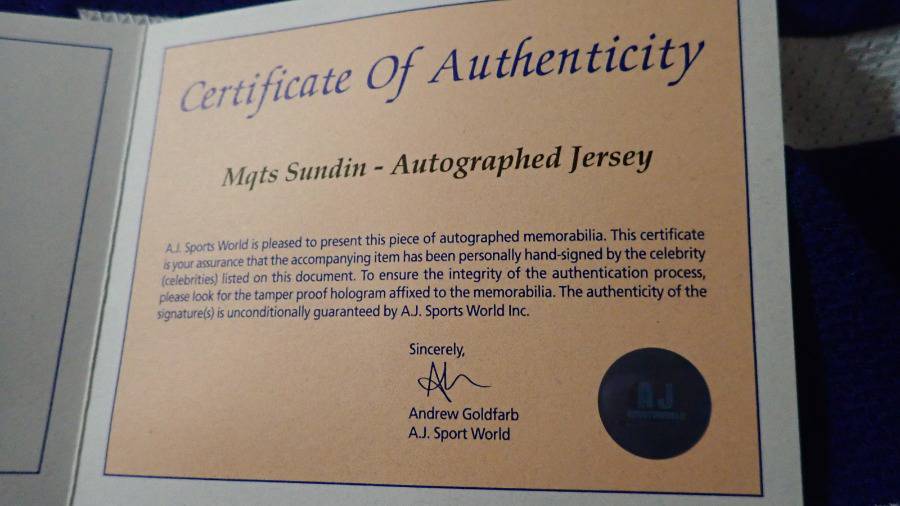 Certificate Of Authenticity
Mqts Sundin - Autographed Jersey
A.J. Sports World is pleased to present this piece of autographed memorabilia. This certificate
is your assurance that the accompanying item has been personally hand-signed by the celebrity
(celebrities) listed on this document. To ensure the integrity of the authentication process,
please look for the tamper proof hologram affixed to the memorabilia. The authenticity of the
signature(s) is unconditionally guaranteed by A.J. Sports World Inc.
Sincerely,
Andrew Goldfarb
A.J. Sport World
AJ